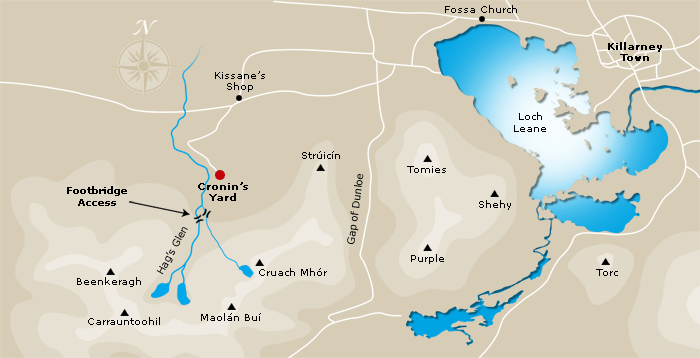 Fossa Church
N
Killarney
Town
Kissane's
Shop
Loch
Leane
Strúicín
Tomies
Cronin's
Yard
Footbridge
Access
Shehy
Gap of Dunloe
Hag's Glen
Purple
Torc
Cruach Mhór
Beenkeragh
Maolán Buí
Carrauntoohil